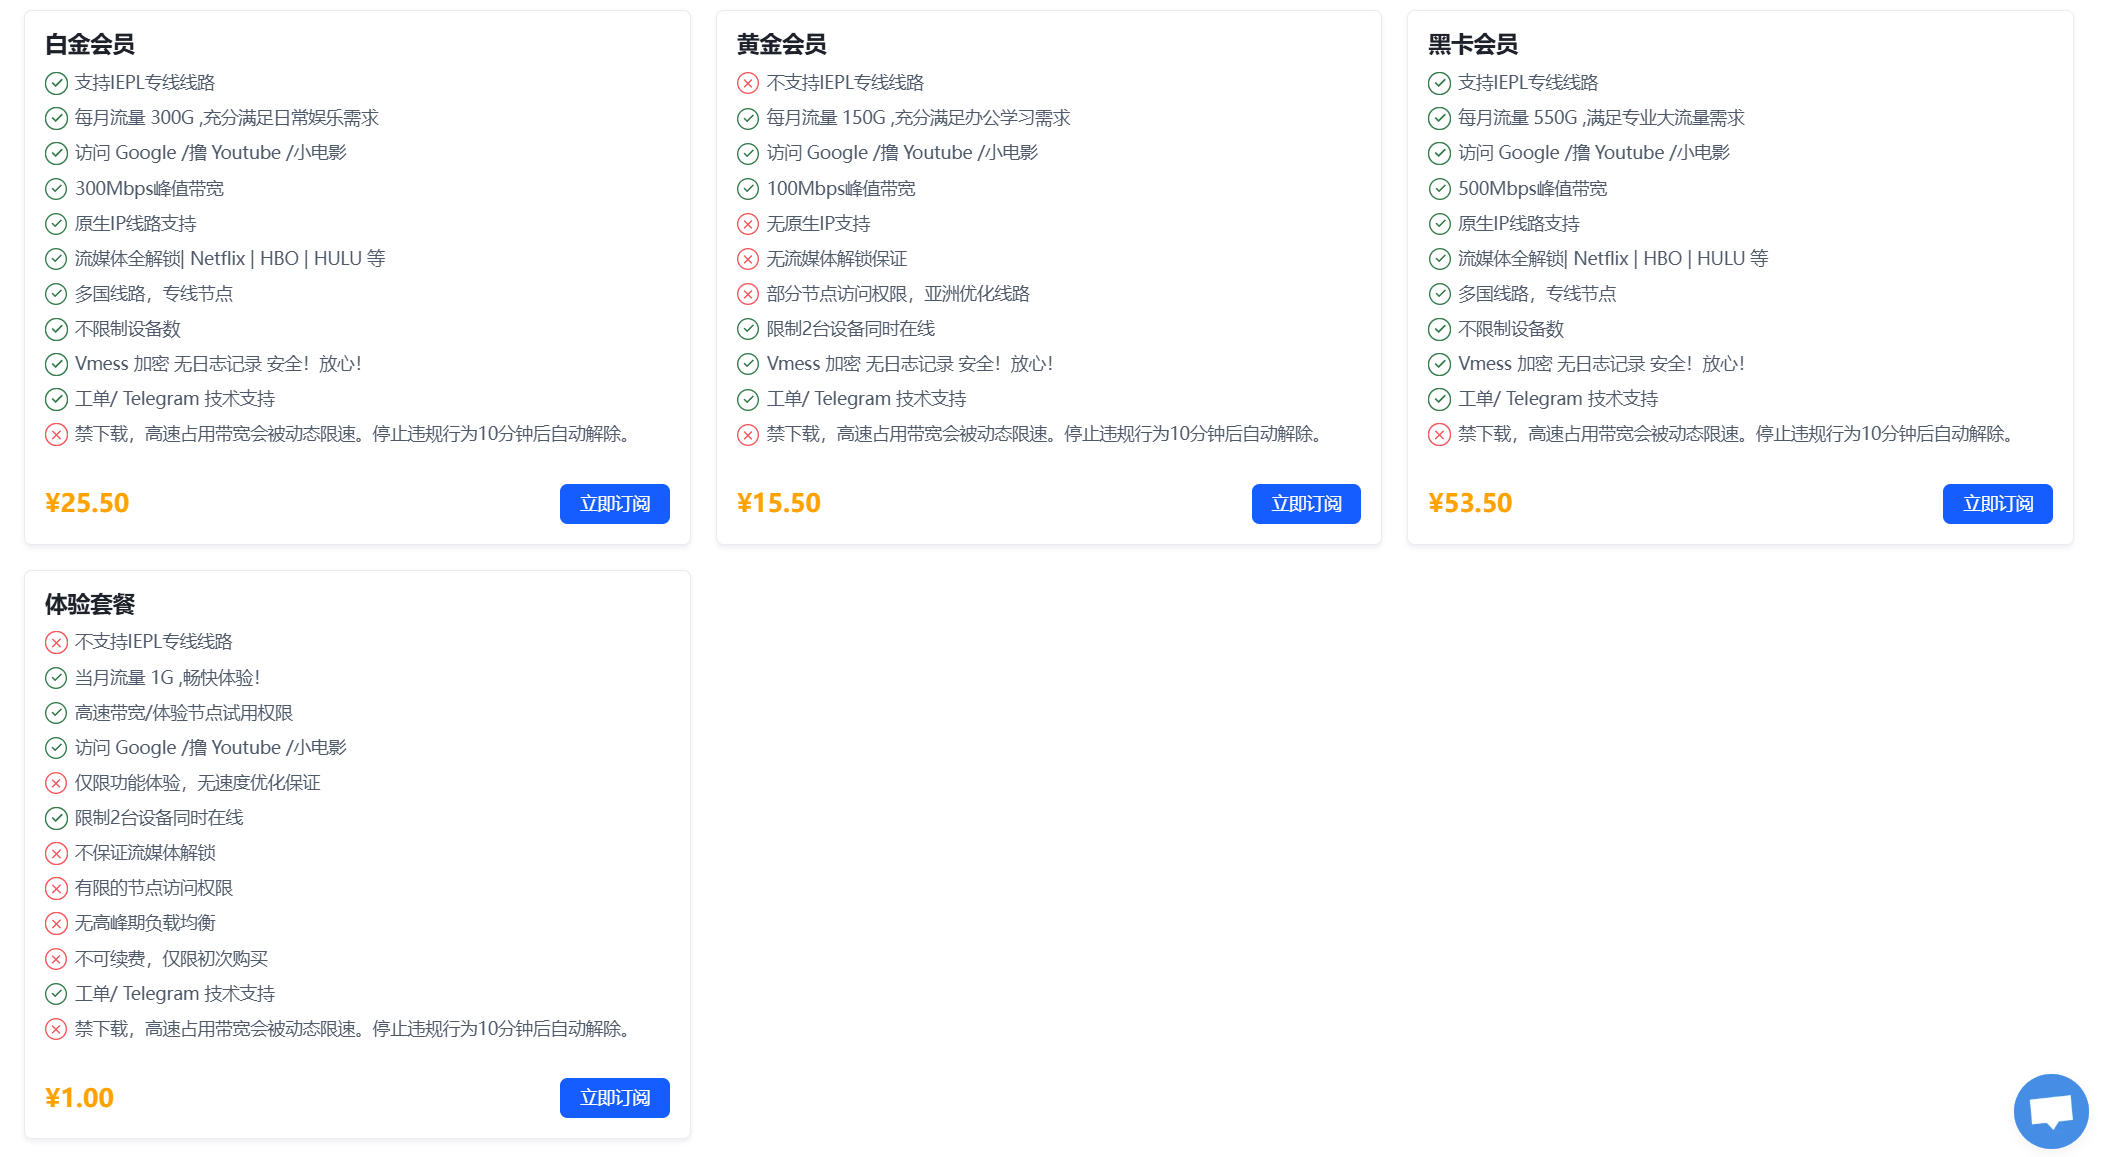 白金会员
支持IEPL专线线路
每月流量 300G ,充分满足日常娱乐需求
访问 Google /撸 Youtube /小电影
300Mbps峰值带宽
原生IP线路支持
流媒体全解锁| Netflix | HBO | HULU 等
多国线路，专线节点
不限制设备数
Vmess 加密 无日志记录 安全！放心！
工单/ Telegram 技术支持
禁下载，高速占用带宽会被动态限速。停止违规行为10分钟后自动解除。
¥25.50
立即订阅
黄金会员
不支持IEPL专线线路
每月流量 150G ,充分满足办公学习需求
访问 Google /撸 Youtube /小电影
100Mbps峰值带宽
无原生IP支持
无流媒体解锁保证
部分节点访问权限，亚洲优化线路
限制2台设备同时在线
Vmess 加密 无日志记录 安全！放心！
工单/ Telegram 技术支持
禁下载，高速占用带宽会被动态限速。停止违规行为10分钟后自动解除。
¥15.50
立即订阅
黑卡会员
支持IEPL专线线路
每月流量 550G ,满足专业大流量需求
访问 Google /撸 Youtube /小电影
500Mbps峰值带宽
原生IP线路支持
流媒体全解锁| Netflix | HBO | HULU 等
多国线路，专线节点
不限制设备数
Vmess 加密 无日志记录 安全！放心！
工单/ Telegram 技术支持
禁下载，高速占用带宽会被动态限速。停止违规行为10分钟后自动解除。
¥53.50
立即订阅
体验套餐
不支持IEPL专线线路
当月流量 1G ,畅快体验！
高速带宽/体验节点试用权限
访问 Google /撸 Youtube /小电影
仅限功能体验，无速度优化保证
限制2台设备同时在线
不保证流媒体解锁
有限的节点访问权限
无高峰期负载均衡
不可续费，仅限初次购买
工单/ Telegram 技术支持
禁下载，高速占用带宽会被动态限速。停止违规行为10分钟后自动解除。
¥1.00
立即订阅